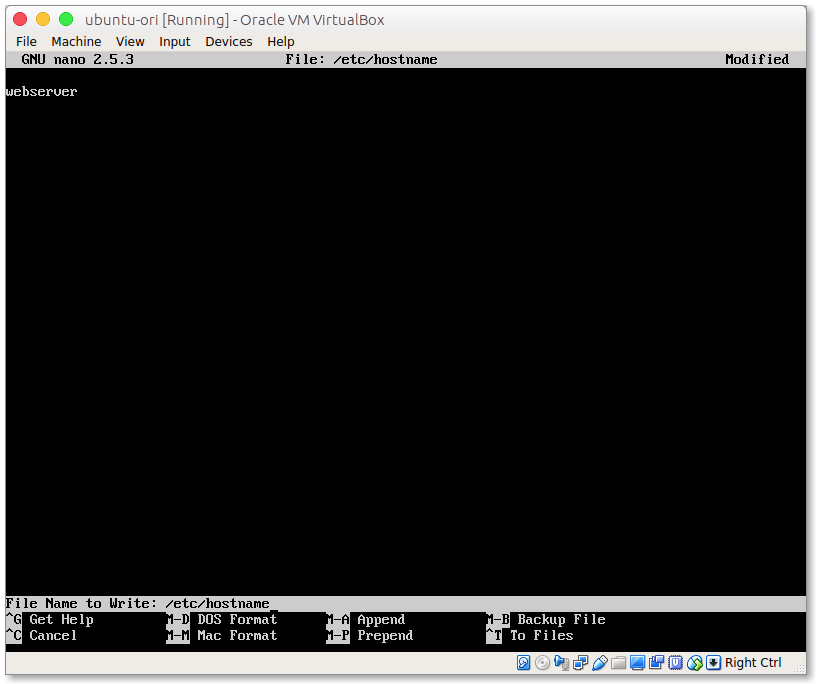 ubuntu-ori [Running] - Oracle VM VirtualBox
File Machine View Input Devices Help
GNU nano 2.5.3 File: /etc/hostname Modified
webserver
File Name to Write: /etc/hostname
^G Get Help M-D DOS Format M-A Append M-B Backup File
^C Cancel M-M Mac Format M-P Prepend ^T To Files
Right Ctrl